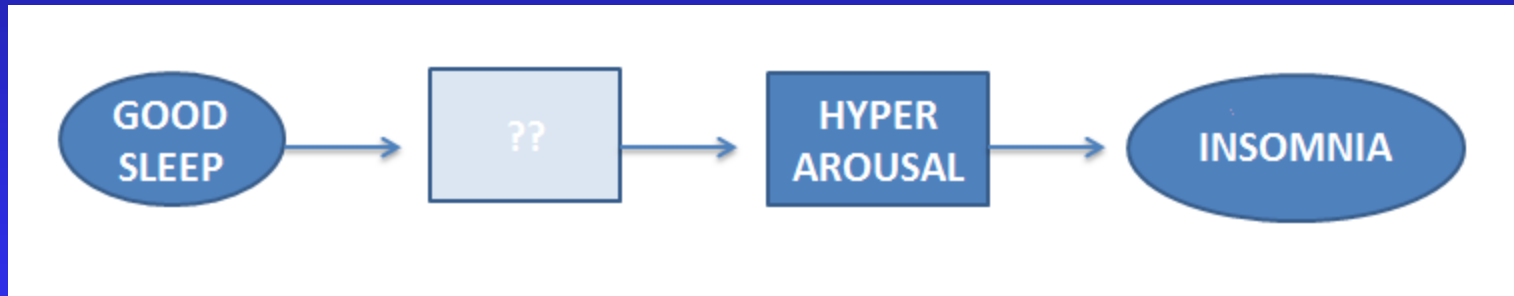 GOOD
SLEEP
??
HYPER
AROUSAL
INSOMNIA